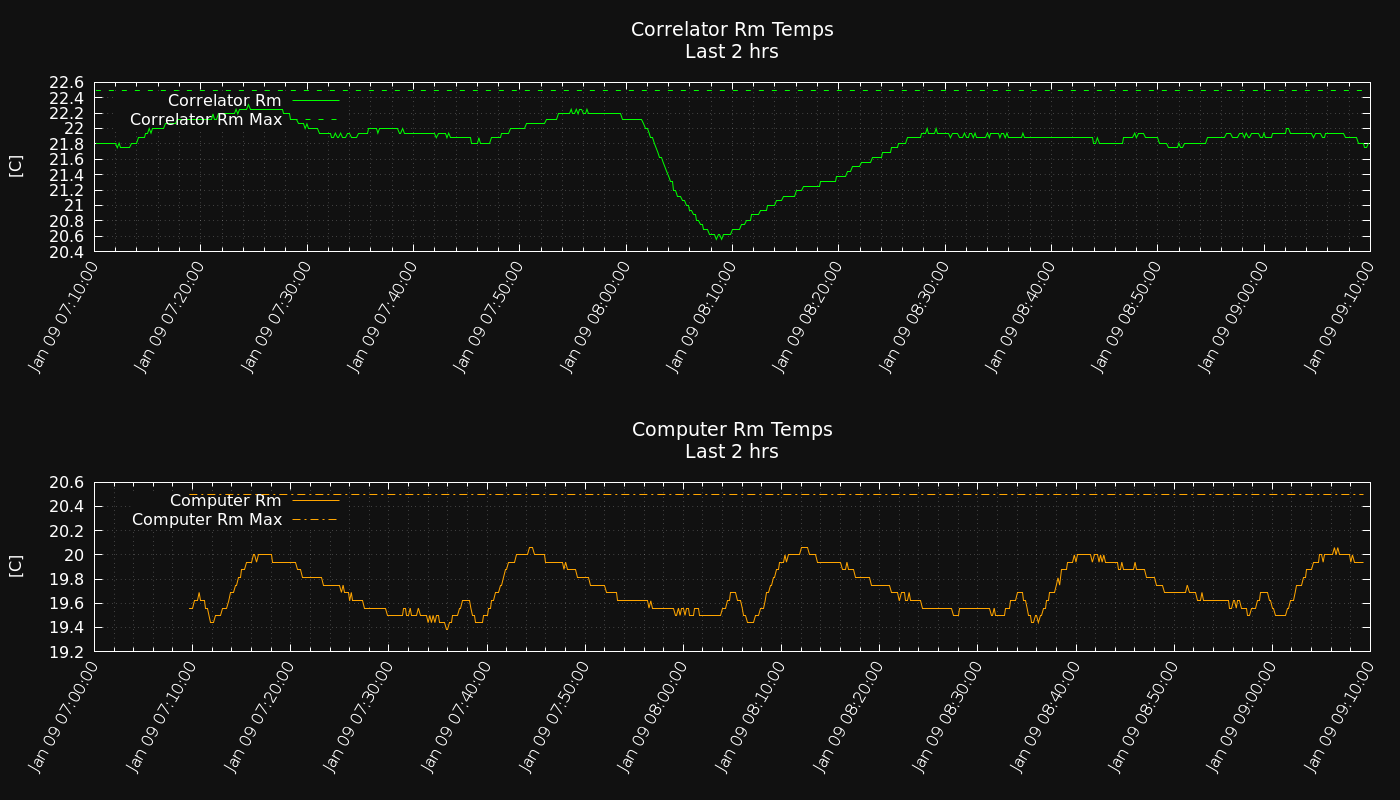 Correlator Rm Temps
Last 2 hrs
22.6
22.4
22.2
22
21.8
21.6
21.4
21.2
21
20.8
20.6
20.4
[C]
Correlator Rm
Correlator Rm Max
Jan 09 07:10:00
Jan 09 07:20:00
Jan 09 07:30:00
Jan 09 07:40:00
Jan 09 07:50:00
Jan 09 08:00:00
Jan 09 08:10:00
Jan 09 08:20:00
Jan 09 08:30:00
Jan 09 08:40:00
Jan 09 08:50:00
Jan 09 09:00:00
Jan 09 09:10:00
Computer Rm Temps
Last 2 hrs
20.6
20.4
20.2
20
19.8
19.6
19.4
19.2
[C]
Computer Rm
Computer Rm Max
Jan 09 07:00:00
Jan 09 07:10:00
Jan 09 07:20:00
Jan 09 07:30:00
Jan 09 07:40:00
Jan 09 07:50:00
Jan 09 08:00:00
Jan 09 08:10:00
Jan 09 08:20:00
Jan 09 08:30:00
Jan 09 08:40:00
Jan 09 08:50:00
Jan 09 09:00:00
Jan 09 09:10:00